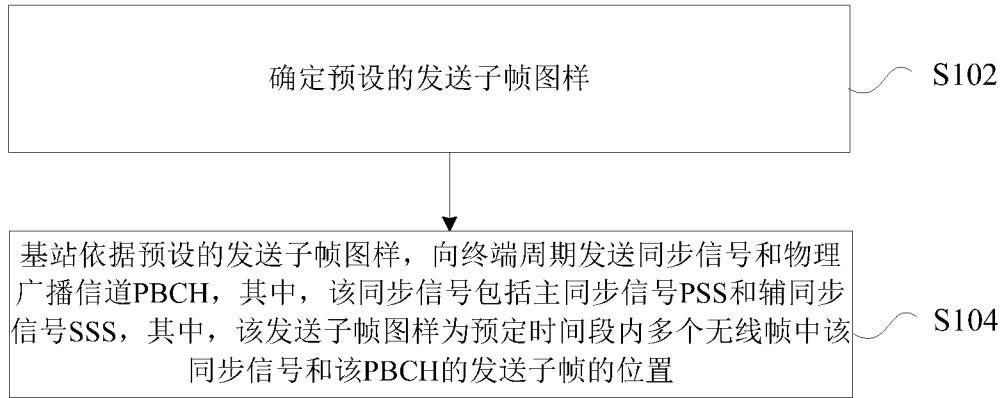 确定预设的发送子帧图样
S102
基站依据预设的发送子帧图样，向终端周期发送同步信号和物理
广播信道PBCH，其中，该同步信号包括主同步信号PSS和辅同步
信号SSS，其中，该发送子帧图样为预定时间段内多个无线帧中该
同步信号和该PBCH的发送子帧的位置
S104